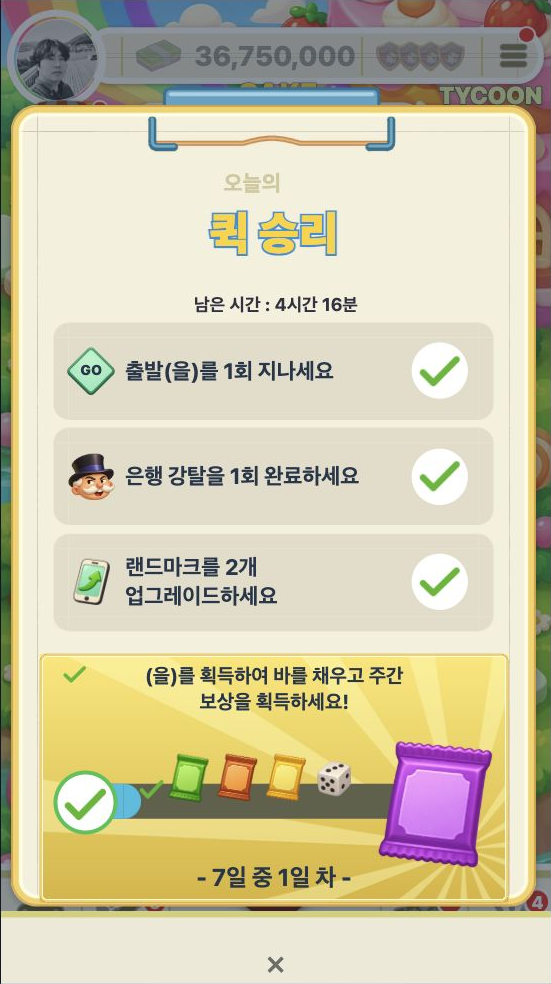 36,750,000
TYCOON
오늘의
퀵 승리
남은 시간 : 4시간 16분
GO
출발(을)를 1회 지나세요
은행 강탈을 1회 완료하세요
랜드마크를 2개
업그레이드하세요
(을)를 획득하여 바를 채우고 주간
보상을 획득하세요!
- 7일 중 1일 차 -
4